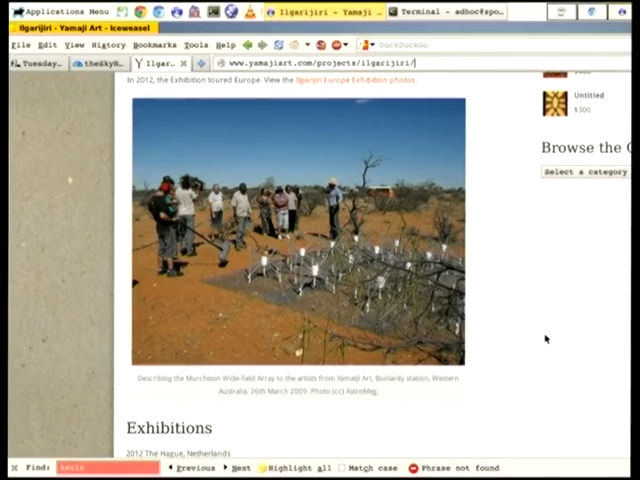 Applications Menu
Ilgarijiri - Yamaji ...
Terminal - adhoc@spo...
Ilgarijiri - Yamaji Art - Iceweasel
File Edit View History Bookmarks Tools Help
DuckDuckGo
Tuesday...
theSkyN...
Ilgar...
www.yamajiart.com/projects/ilgarijiri/
In 2012, the Exhibition toured Europe. View the Ilgarijiri Europe Exhibition photos.
Untitled
$300
Browse the C
Select a category
Describing the Murchison Wide-field Array to the artists from Yamatji Art, Boolardy station, Western
Australia, 26th March 2009. Photo (cc) AstroMeg.
Exhibitions
2012 The Hague, Netherlands
Find: kevin Previous Next Highlight all Match case Phrase not found